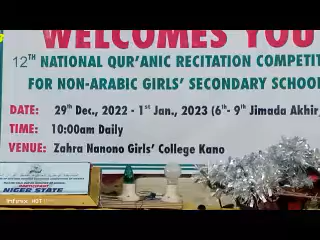 WELCOMES YOU
12TH NATIONAL QUR'ANIC RECITATION COMPETIT
FOR NON-ARABIC GIRLS' SECONDARY SCHOOL
DATE: 29th Dec., 2022 - 1st Jan., 2023 (6th- 9th Jimada Akhir,
TIME: 10:00am Daily
VENUE: Zahra Nanono Girls' College Kano
NIGER STATE
Infinix HOT